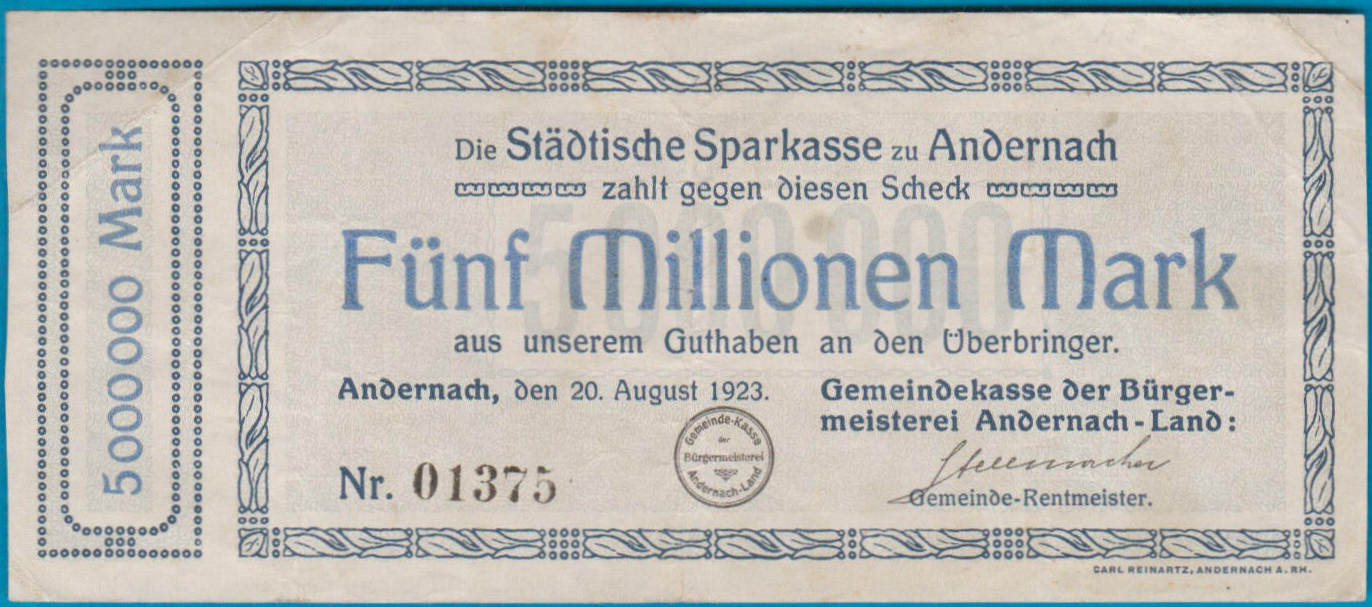 5000000 Mark
Die Städtische Sparkasse zu Andernach
zahlt gegen diesen Scheck
5000000
Fünf Millionen Mark
aus unserem Guthaben an den Überbringer.
Andernach, den 20. August 1923.
Gemeindekasse der Bürger-
meisterei Andernach-Land:
Gemeinde-Kasse
der
Bürgermeisterei
Andernach-Land
Nr. 01375
Gemeinde-Rentmeister.
CARL REINARTZ, ANDERNACH A. RH.